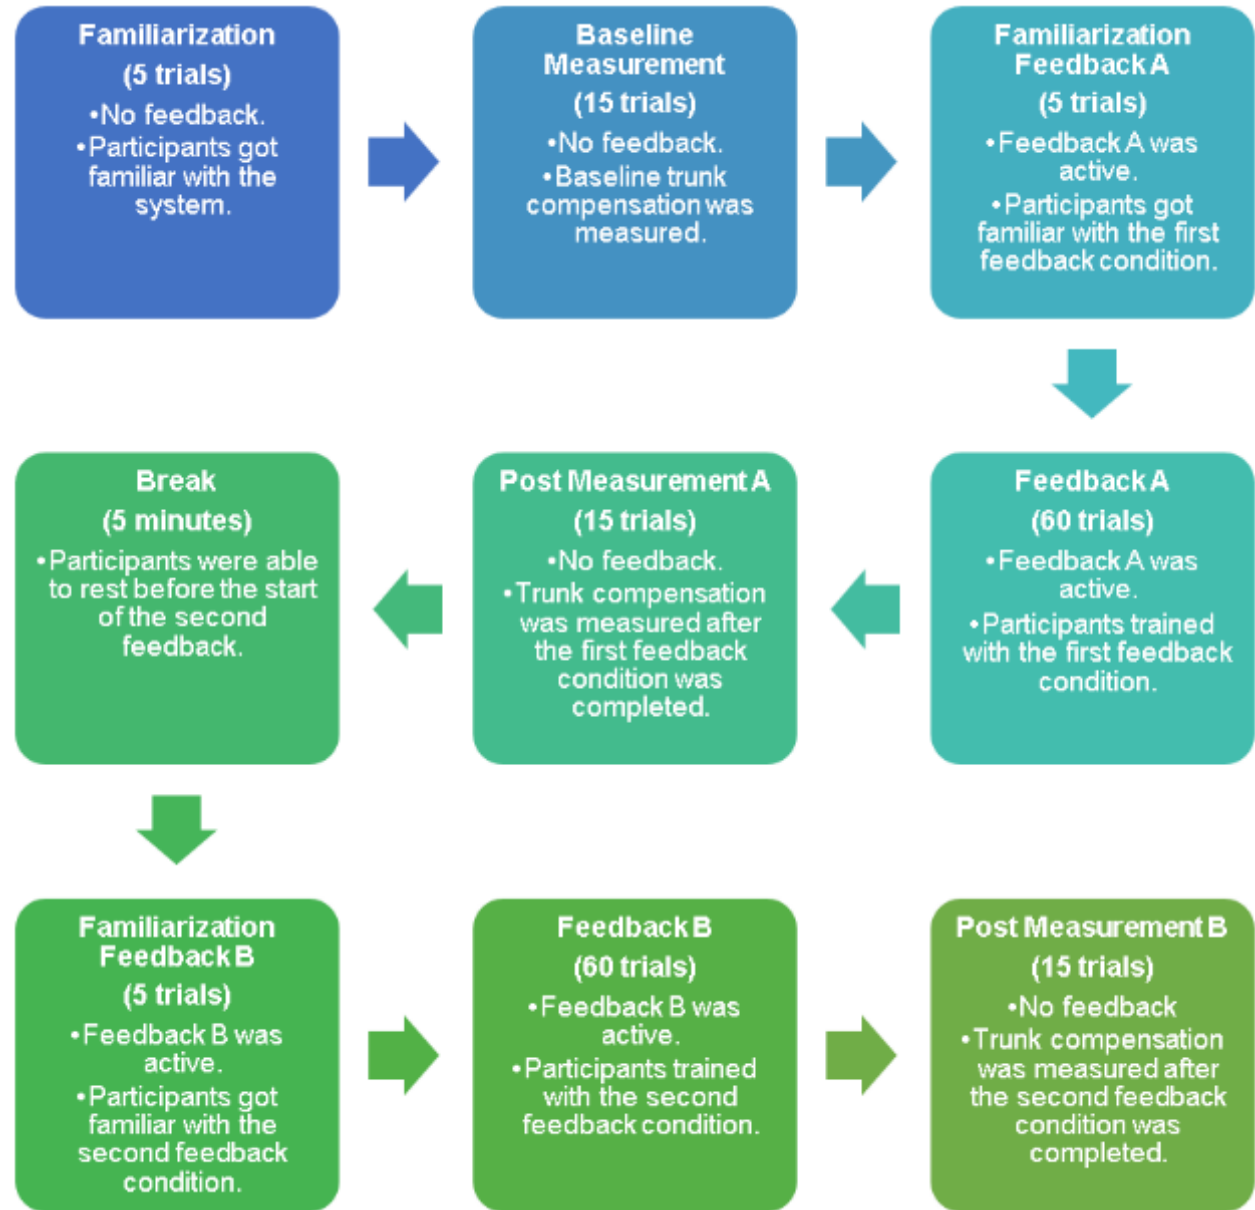 Familiarization
(5 trials)
•No feedback.
•Participants got
familiar with the
system.
Baseline
Measurement
(15 trials)
•No feedback.
•Baseline trunk
compensation was
measured.
Familiarization
Feedback A
(5 trials)
•Feedback A was
active.
•Participants got
familiar with the first
feedback condition.
Feedback A
(60 trials)
•Feedback A was
active.
•Participants trained
with the first feedback
condition.
Post Measurement A
(15 trials)
•No feedback.
•Trunk compensation
was measured after
the first feedback
condition was
completed.
Break
(5 minutes)
•Participants were able
to rest before the start
of the second
feedback.
Familiarization
Feedback B
(5 trials)
•Feedback B was
active.
•Participants got
familiar with the
second feedback
condition.
Feedback B
(60 trials)
•Feedback B was
active.
•Participants trained
with the second
feedback condition.
Post Measurement B
(15 trials)
•No feedback
•Trunk compensation
was measured after
the second feedback
condition was
completed.